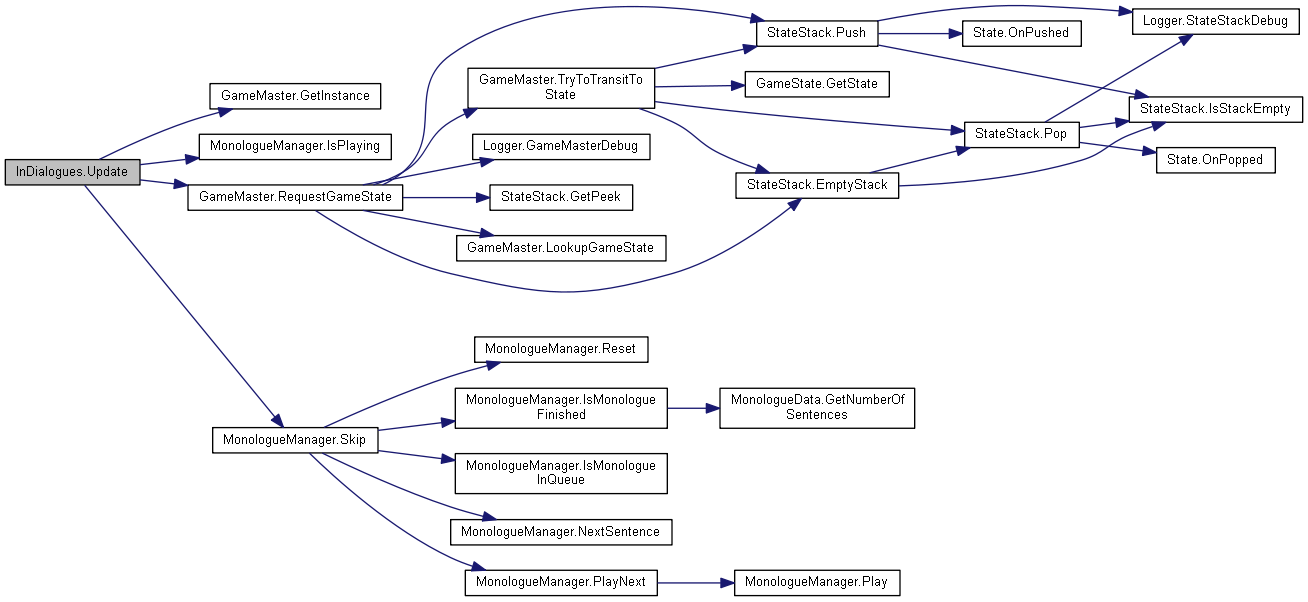 InDialogues.Update
GameMaster.GetInstance
MonologueManager.IsPlaying
GameMaster.RequestGameState
MonologueManager.Skip
GameMaster.TryToTransitTo
State
Logger.GameMasterDebug
StateStack.GetPeek
GameMaster.LookupGameState
StateStack.Push
GameState.GetState
StateStack.EmptyStack
State.OnPushed
StateStack.Pop
Logger.StateStackDebug
StateStack.IsStackEmpty
State.OnPopped
MonologueManager.Reset
MonologueManager.IsMonologue
Finished
MonologueData.GetNumberOf
Sentences
MonologueManager.IsMonologue
InQueue
MonologueManager.NextSentence
MonologueManager.PlayNext
MonologueManager.Play